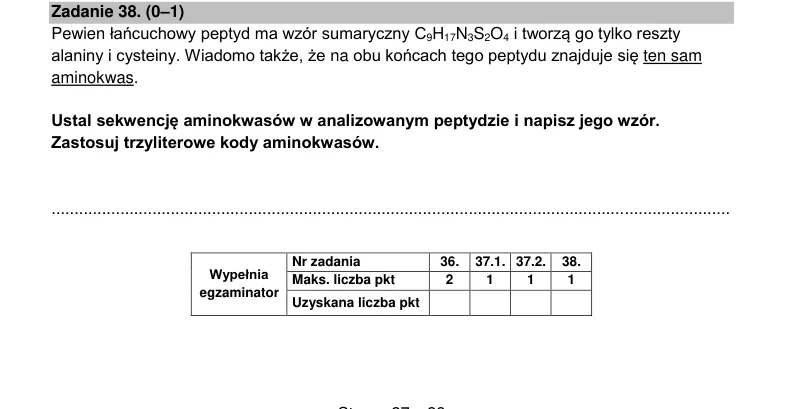 Zadanie 38. (0–1)
Pewien łańcuchowy peptyd ma wzór sumaryczny C₉H₁₇N₃S₂O₄ i tworzą go tylko reszty
alaniny i cysteiny. Wiadomo także, że na obu końcach tego peptydu znajduje się ten sam
aminokwas.
Ustal sekwencję aminokwasów w analizowanym peptydzie i napisz jego wzór.
Zastosuj trzyliterowe kody aminokwasów.
Wypełnia egzaminator
Nr zadania 36. 37.1. 37.2. 38.
Maks. liczba pkt 2 1 1 1
Uzyskana liczba pkt